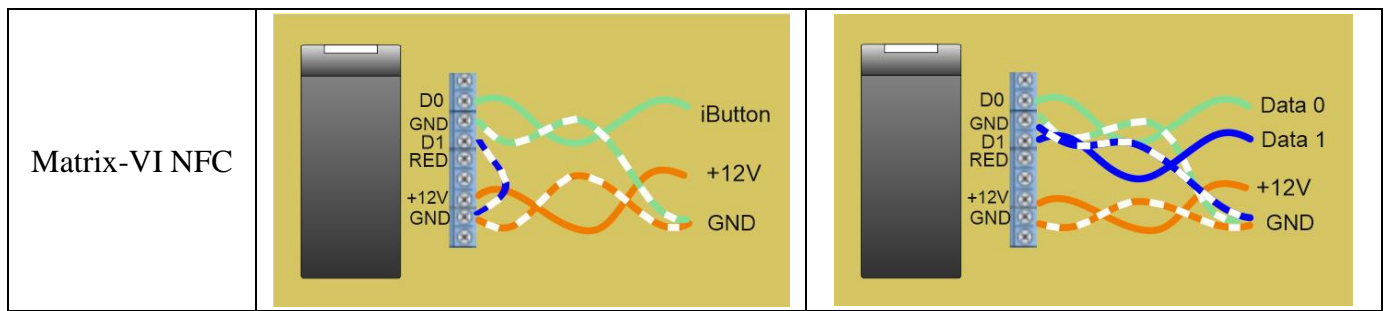 Matrix-VI NFC
D0
GND
D1
RED
+12V
GND
iButton
+12V
GND
D0
GND
D1
RED
+12V
GND
Data 0
Data 1
+12V
GND